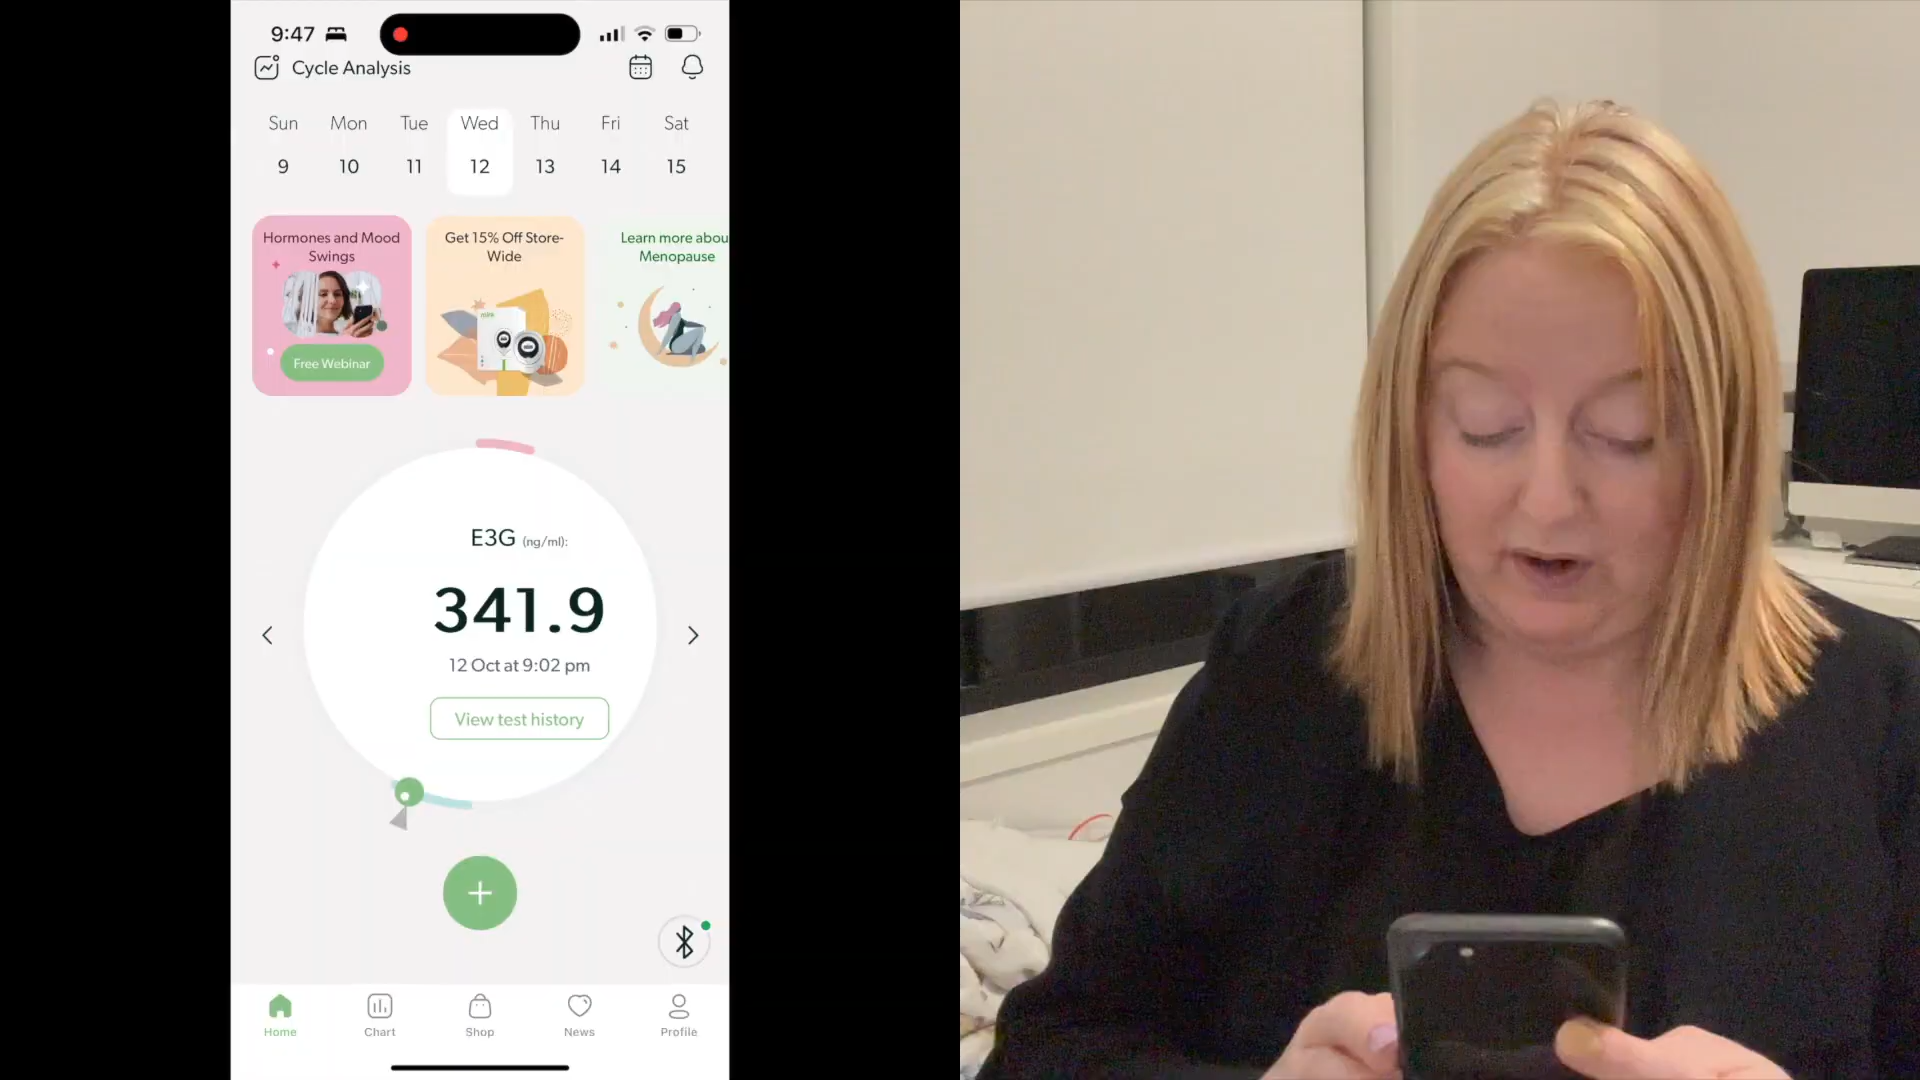 9:47
Cycle Analysis
Sun Mon Tue Wed Thu Fri Sat
9 10 11 12 13 14 15
Hormones and Mood
Swings
Free Webinar
Get 15% Off Store-
Wide
mira
Learn more abou
Menopause
E3G (ng/ml):
341.9
12 Oct at 9:02 pm
View test history
Home Chart Shop News Profile